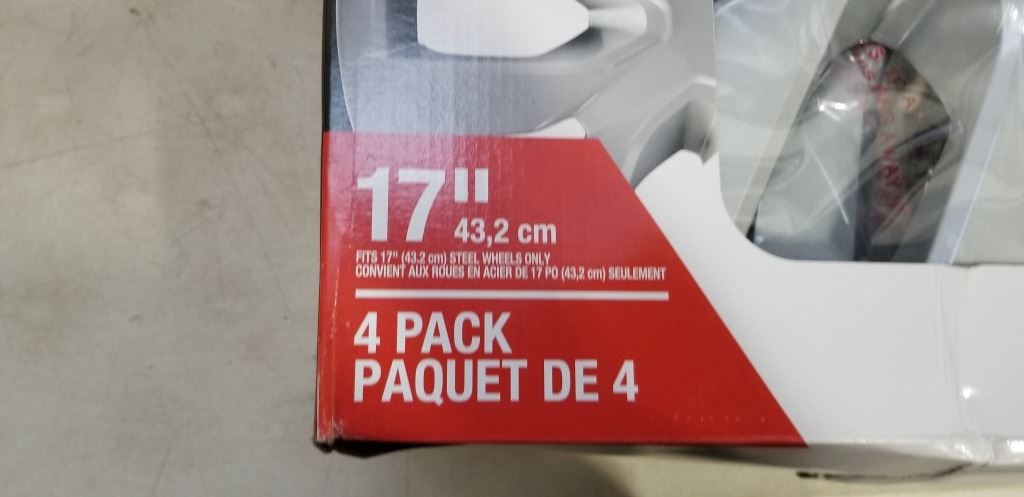 17"
43,2 cm
FITS 17" (43.2 cm) STEEL WHEELS ONLY
CONVIENT AUX ROUES EN ACIER DE 17 PO (43,2 cm) SEULEMENT
4 PACK
PAQUET DE 4